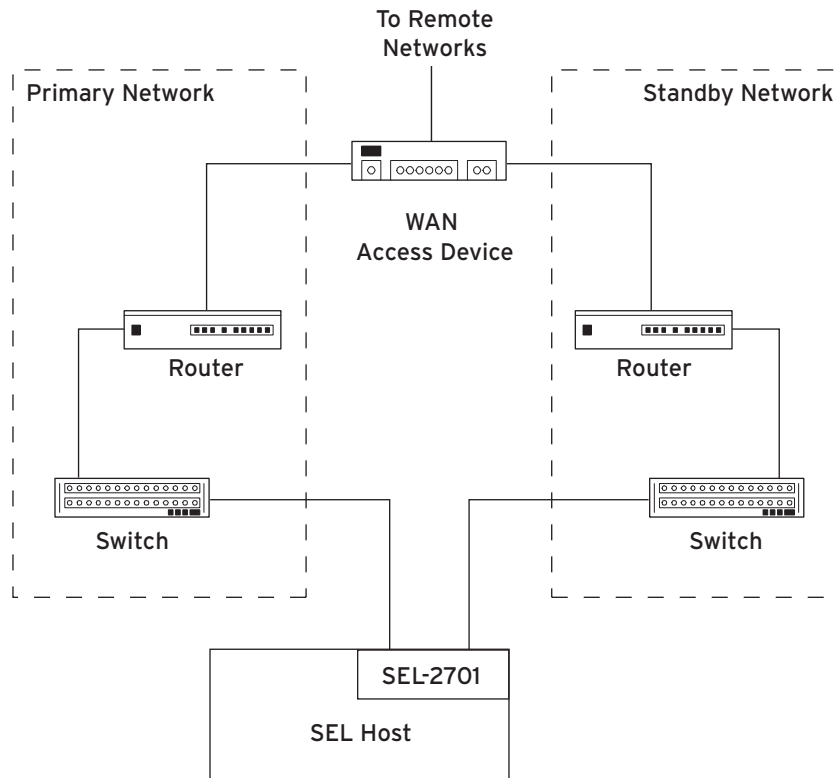 To Remote
Networks
Primary Network
Standby Network
WAN
Access Device
Router
Router
Switch
Switch
SEL-2701
SEL Host